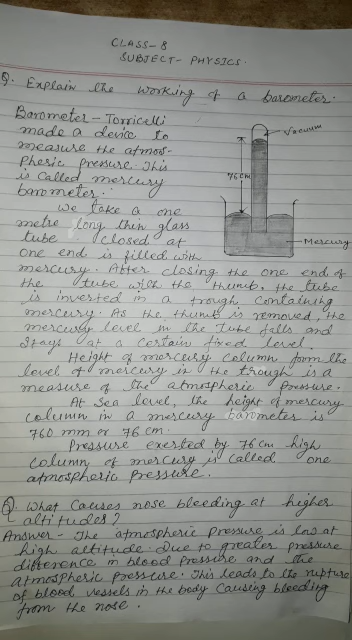 CLASS-8
SUBJECT- PHYSICS.
Q. Explain the working of a barometer.
Barometer - Torricelli
made a device to
measure the atmos-
pheric pressure. This
is called mercury
barometer.
Vacuum
76 CM
Mercury
We take a one
metre long thin glass
tube closed at
one end is filled with
mercury. After closing the one end of
the tube with the thumb, the tube
is inverted in a trough containing
mercury. As the thumb is removed, the
mercury level in the Tube falls and
stays at a certain fixed level.
Height of mercury column from the
level of mercury in the trough is a
measure of the atmospheric pressure.
At Sea level, the height of mercury
column in a mercury barometer is
760 mm or 76 cm.
Pressure exerted by 76 cm high
column of mercury is called one
atmospheric pressure.
Q. What Causes nose bleeding at higher
altitudes?
Answer - The atmospheric pressure is low at
high altitude. Due to greater pressure
difference in blood pressure and the
atmospheric pressure. This leads to the rupture
of blood vessels in the body Causing bleeding
from the nose.